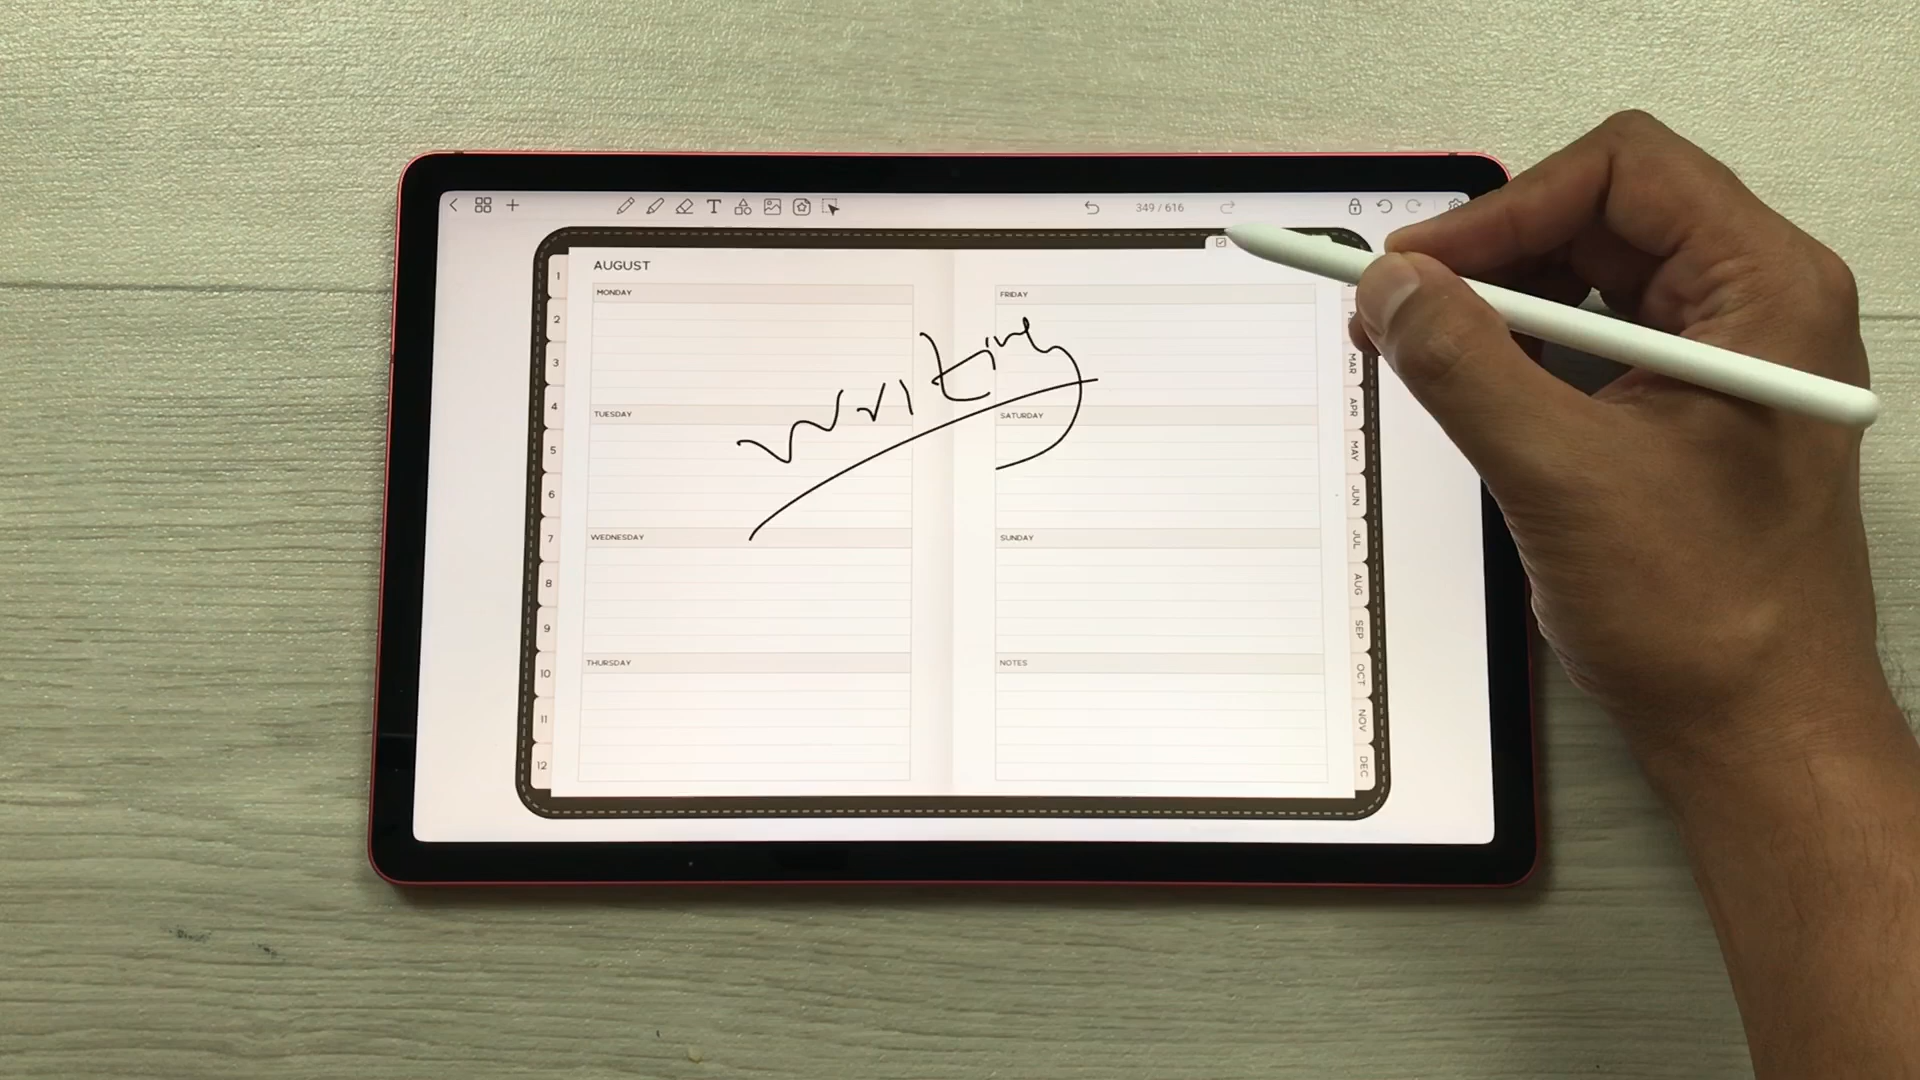 349 / 616
AUGUST
MONDAY
TUESDAY
WEDNESDAY
THURSDAY
FRIDAY
SATURDAY
SUNDAY
NOTES
writing
1
2
3
4
5
6
7
8
9
10
11
12
MAR
APR
MAY
JUN
JUL
AUG
SEP
OCT
NOV
DEC
T